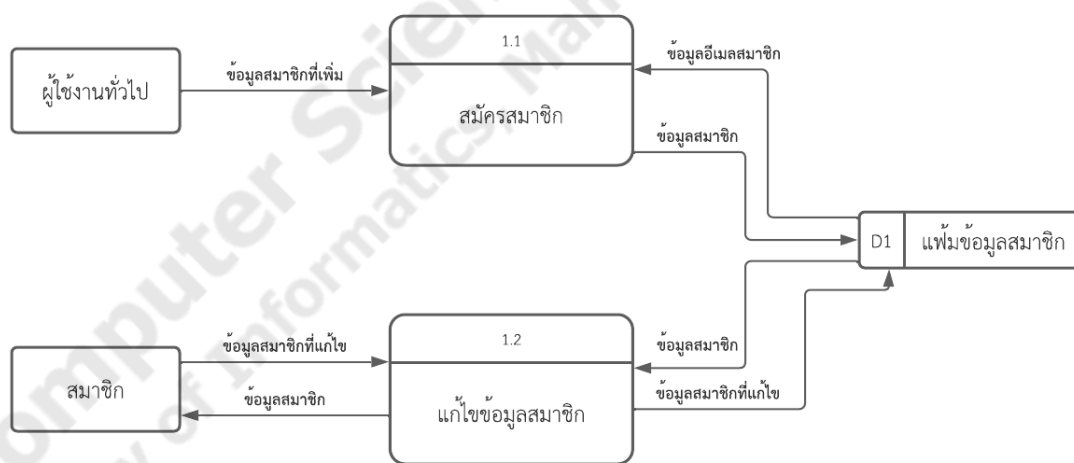 1.1
ข้อมูลอีเมลสมาชิก
ผู้ใช้งานทั่วไป
ข้อมูลสมาชิกที่เพิ่ม
สมัครสมาชิก
ข้อมูลสมาชิก
D1
แฟ้มข้อมูลสมาชิก
1.2
ข้อมูลสมาชิกที่แก้ไข
ข้อมูลสมาชิก
สมาชิก
ข้อมูลสมาชิก
แก้ไขข้อมูลสมาชิก
ข้อมูลสมาชิกที่แก้ไข
of Informatics,